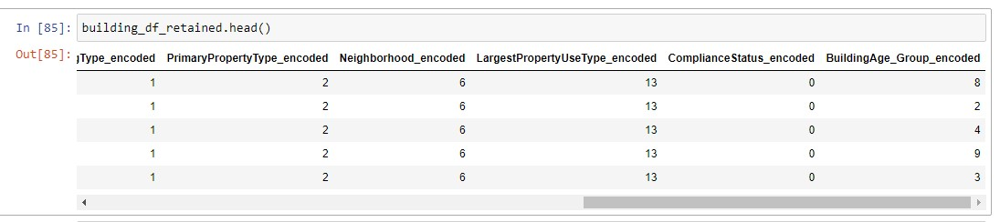 In [85]: building_df_retained.head()
Out[85]: gType_encoded PrimaryPropertyType_encoded Neighborhood_encoded LargestPropertyUseType_encoded ComplianceStatus_encoded BuildingAge_Group_encoded
1 2 6 13 0 8
1 2 6 13 0 2
1 2 6 13 0 4
1 2 6 13 0 9
1 2 6 13 0 3